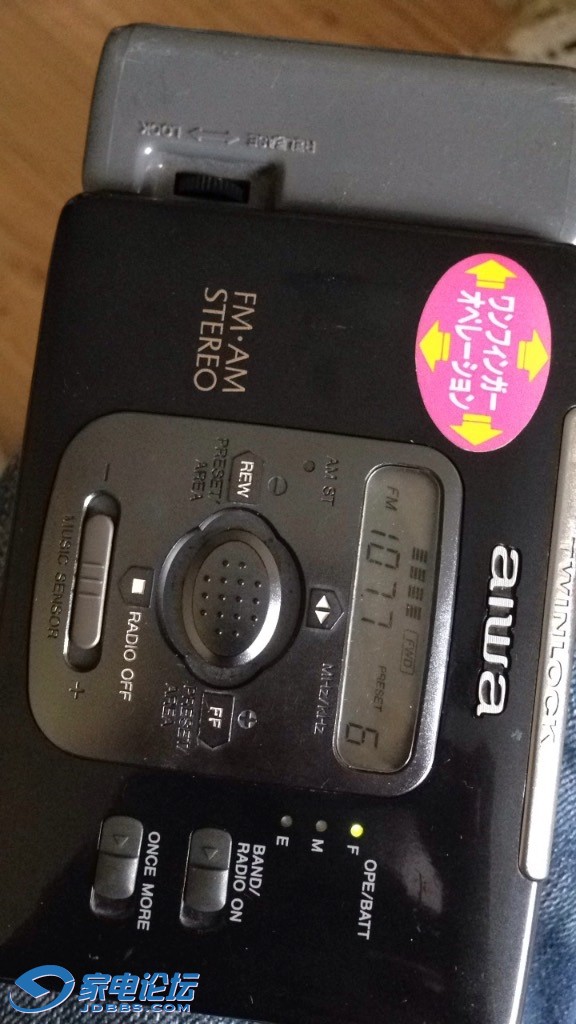 LOCK
RELEASE
FM·AM
STEREO
ワンフィンガー
オペレーション
aiwa
TWINLOCK
AM ST
FM 107.7
FWD
PRESET
6
MHz/KHz
REW
PRESET/
AREA
FF
PRESET/
AREA
RADIO OFF
MUSIC SENSOR
- +
OPE/BATT
F
M
E
BAND/
RADIO ON
ONCE MORE
家电论坛
JDBBS.COM